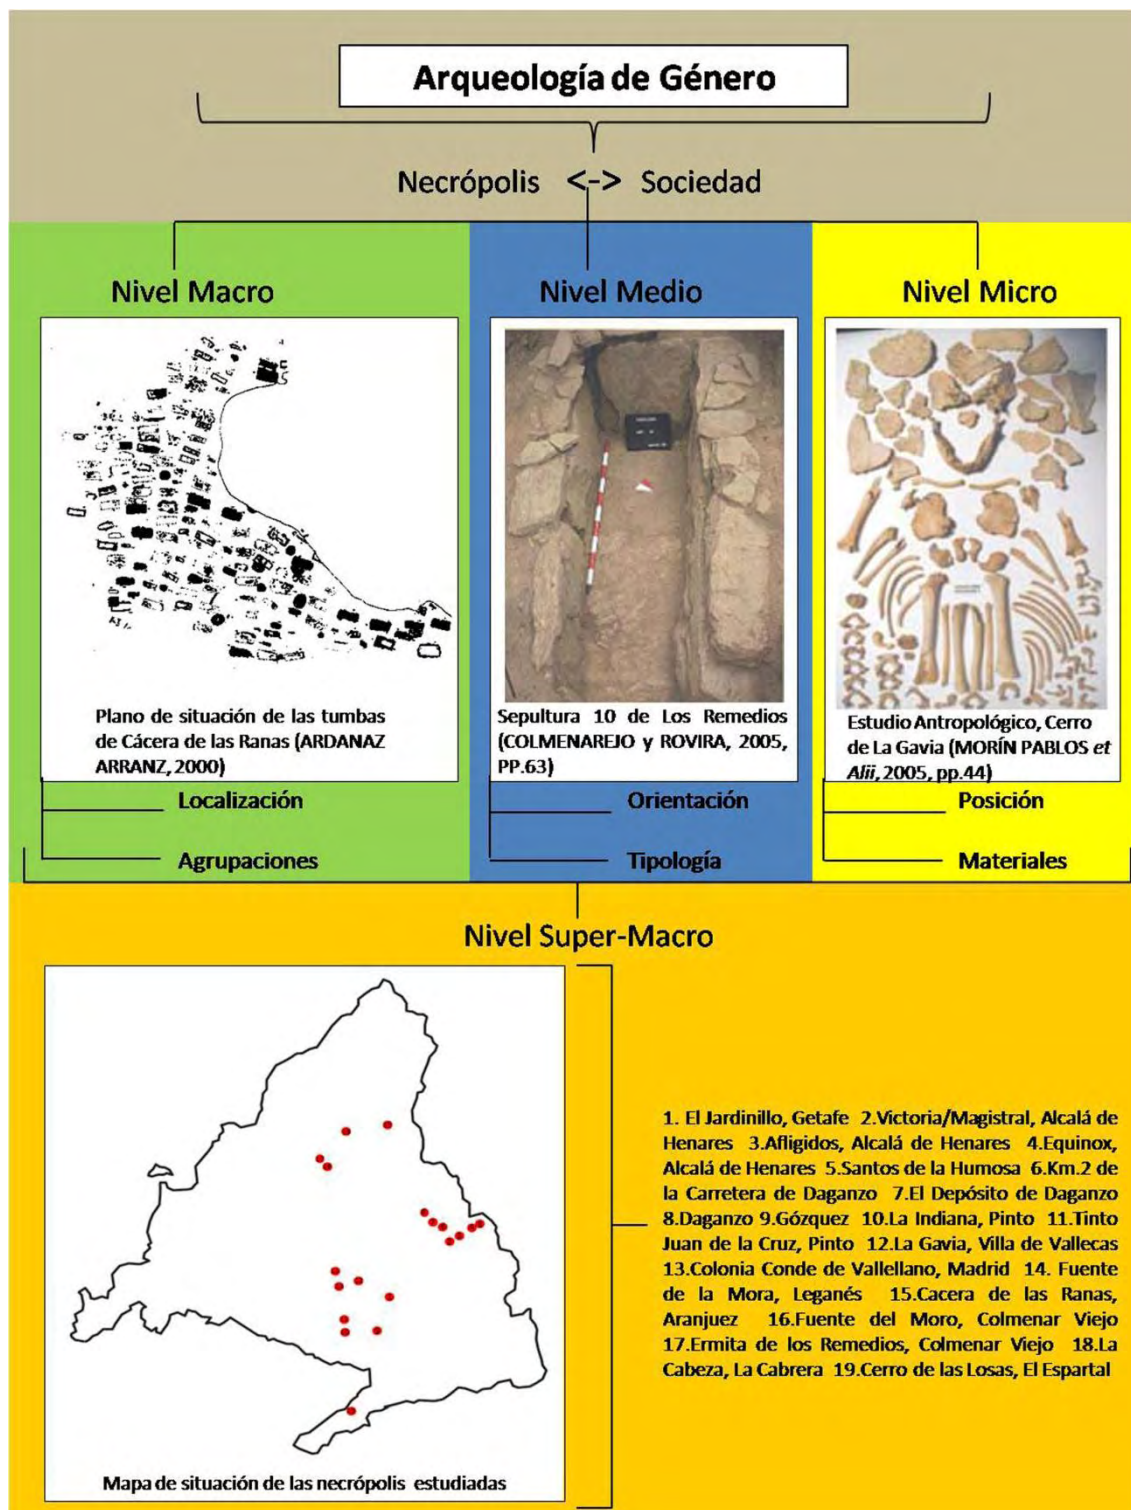 Arqueología de Género
Necrópolis <-> Sociedad
Nivel Macro
Plano de situación de las tumbas
de Cácera de las Ranas (ARDANAZ
ARRANZ, 2000)
Localización
Agrupaciones
Nivel Medio
Sepultura 10 de Los Remedios
(COLMENAREJO y ROVIRA, 2005,
PP.63)
Orientación
Tipología
Nivel Micro
Estudio Antropológico, Cerro
de La Gavia (MORÍN PABLOS et
Alii, 2005, pp.44)
Posición
Materiales
Nivel Super-Macro
Mapa de situación de las necrópolis estudiadas
1. El Jardinillo, Getafe 2.Victoria/Magistral, Alcalá de
Henares 3.Afligidos, Alcalá de Henares 4.Equinox,
Alcalá de Henares 5.Santos de la Humosa 6.Km.2 de
la Carretera de Daganzo 7.El Depósito de Daganzo
8.Daganzo 9.Gózquez 10.La Indiana, Pinto 11.Tinto
Juan de la Cruz, Pinto 12.La Gavia, Villa de Vallecas
13.Colonia Conde de Vallellano, Madrid 14. Fuente
de la Mora, Leganés 15.Cacera de las Ranas,
Aranjuez 16.Fuente del Moro, Colmenar Viejo
17.Ermita de los Remedios, Colmenar Viejo 18.La
Cabeza, La Cabrera 19.Cerro de las Losas, El Espartal